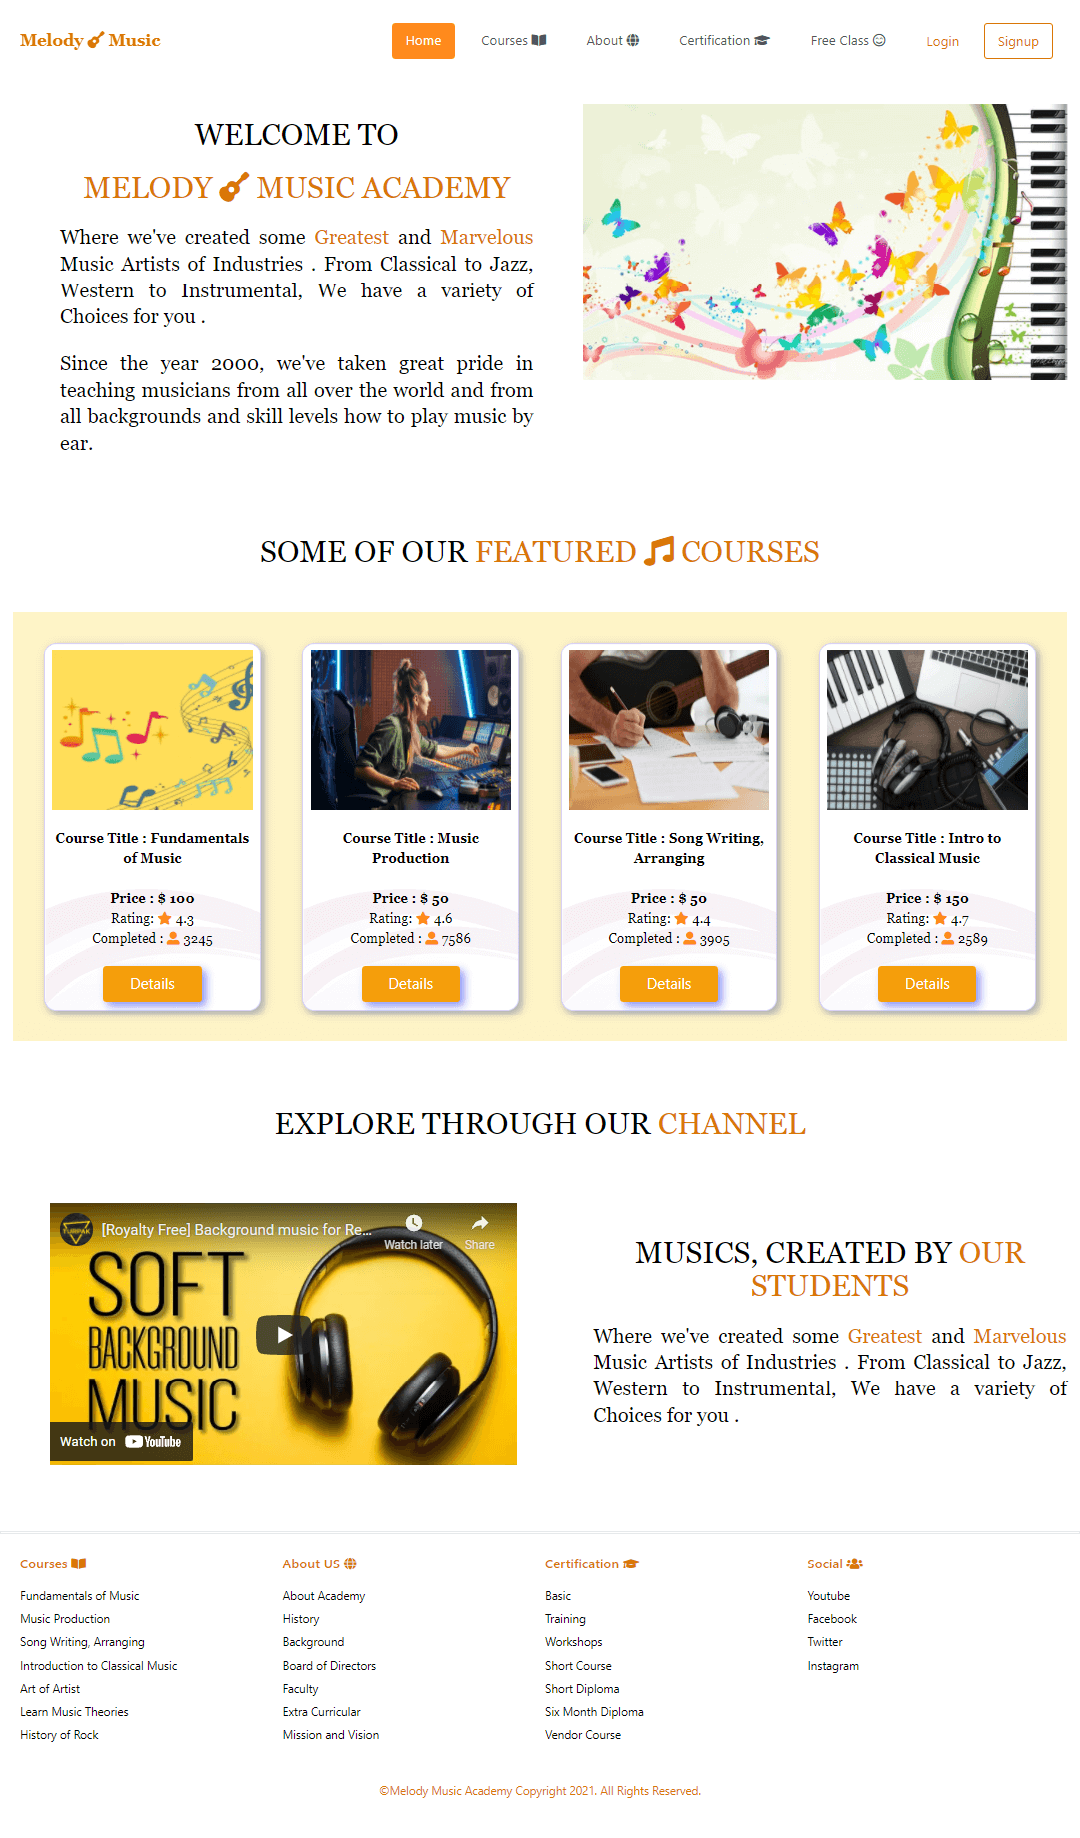 Melody Music
Home
Courses
About
Certification
Free Class
Login
Signup
WELCOME TO
MELODY MUSIC ACADEMY
Where we've created some Greatest and Marvelous
Music Artists of Industries . From Classical to Jazz,
Western to Instrumental, We have a variety of
Choices for you .
Since the year 2000, we've taken great pride in
teaching musicians from all over the world and from
all backgrounds and skill levels how to play music by
ear.
SOME OF OUR FEATURED COURSES
Course Title : Fundamentals
of Music
Price : $ 100
Rating: 4.3
Completed : 3245
Details
Course Title : Music
Production
Price : $ 50
Rating: 4.6
Completed : 7586
Details
Course Title : Song Writing,
Arranging
Price : $ 50
Rating: 4.4
Completed : 3905
Details
Course Title : Intro to
Classical Music
Price : $ 150
Rating: 4.7
Completed : 2589
Details
EXPLORE THROUGH OUR CHANNEL
[Royalty Free] Background music for Re...
Watch later
Share
SOFT
BACKGROUND
MUSIC
Watch on YouTube
MUSICS, CREATED BY OUR
STUDENTS
Where we've created some Greatest and Marvelous
Music Artists of Industries . From Classical to Jazz,
Western to Instrumental, We have a variety of
Choices for you .
Courses
Fundamentals of Music
Music Production
Song Writing, Arranging
Introduction to Classical Music
Art of Artist
Learn Music Theories
History of Rock
About US
About Academy
History
Background
Board of Directors
Faculty
Extra Curricular
Mission and Vision
Certification
Basic
Training
Workshops
Short Course
Short Diploma
Six Month Diploma
Vendor Course
Social
Youtube
Facebook
Twitter
Instagram
©Melody Music Academy Copyright 2021. All Rights Reserved.